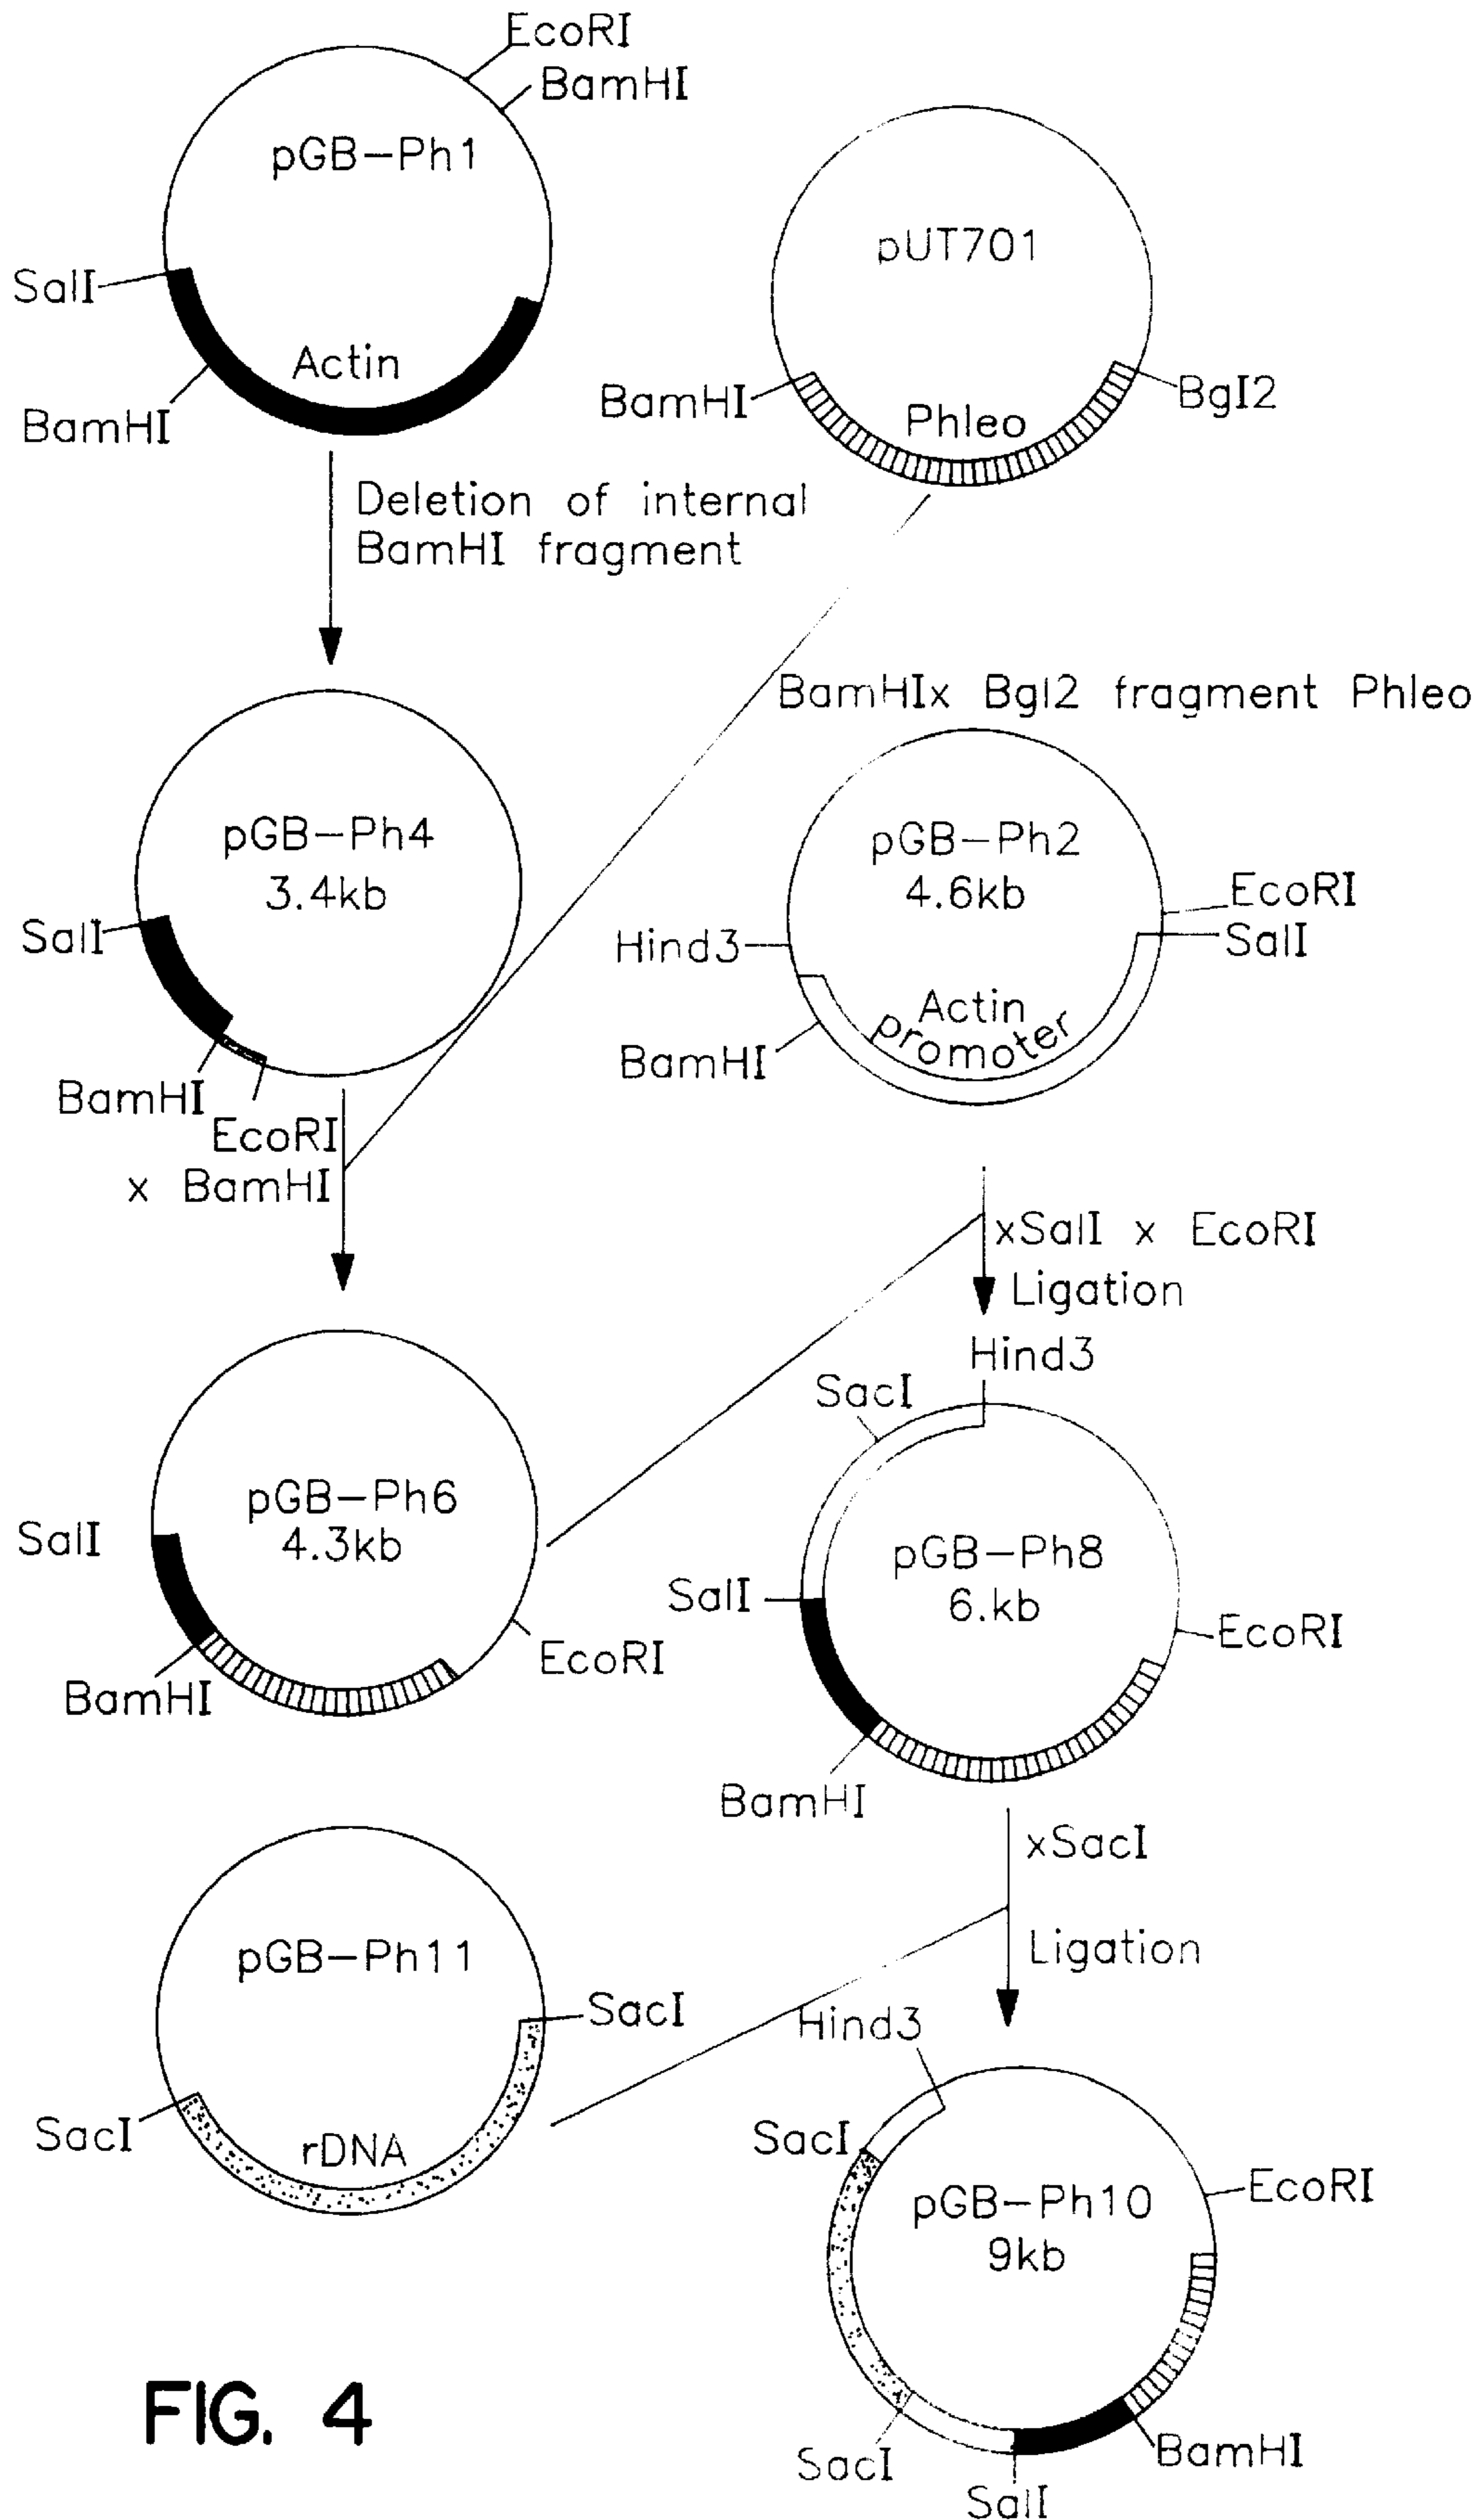 EcoRI
BamHI
pGB-Ph1
SalI
Actin
BamHI
pUT701
BamHI
Phleo
BgI2
Deletion of internal
BamHI fragment
BamHIx Bgl2 fragment Phleo
pGB-Ph4
3.4kb
SalI
BamHI
EcoRI
x BamHI
pGB-Ph2
4.6kb
EcoRI
SalI
Hind3
Actin
promoter
BamHI
xSalI x EcoRI
Ligation
pGB-Ph6
4.3kb
SalI
EcoRI
BamHI
Hind3
SacI
pGB-Ph8
6.kb
SalI
EcoRI
BamHI
xSacI
Ligation
pGB-Ph11
SacI
SacI
rDNA
Hind3
SacI
pGB-Ph10
9kb
EcoRI
BamHI
SacI
SalI
FIG. 4